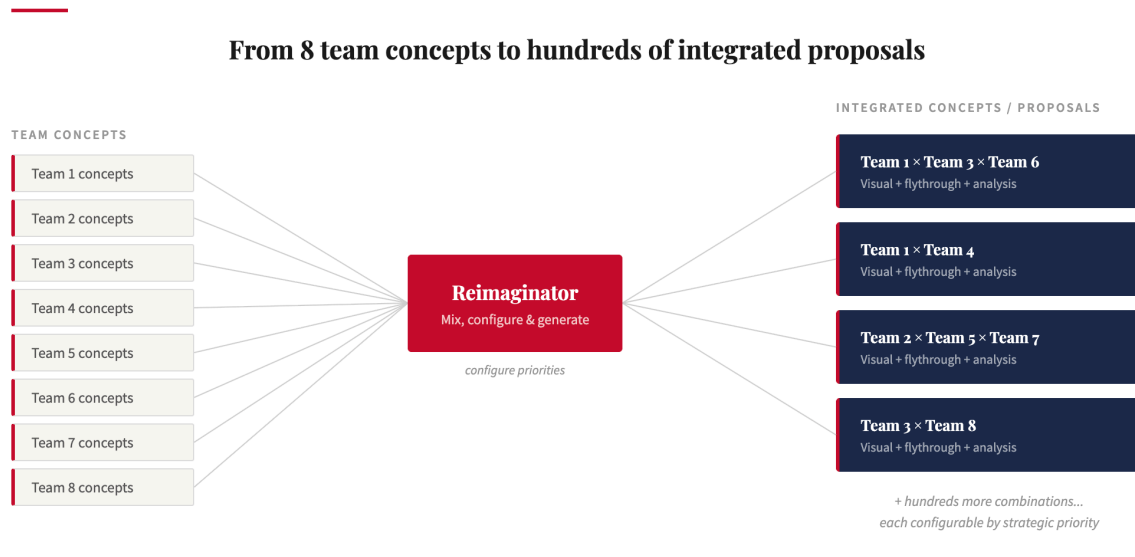 From 8 team concepts to hundreds of integrated proposals
TEAM CONCEPTS
Team 1 concepts
Team 2 concepts
Team 3 concepts
Team 4 concepts
Team 5 concepts
Team 6 concepts
Team 7 concepts
Team 8 concepts
Reimaginator
Mix, configure & generate
configure priorities
INTEGRATED CONCEPTS / PROPOSALS
Team 1 × Team 3 × Team 6
Visual + flythrough + analysis
Team 1 × Team 4
Visual + flythrough + analysis
Team 2 × Team 5 × Team 7
Visual + flythrough + analysis
Team 3 × Team 8
Visual + flythrough + analysis
+ hundreds more combinations...
each configurable by strategic priority